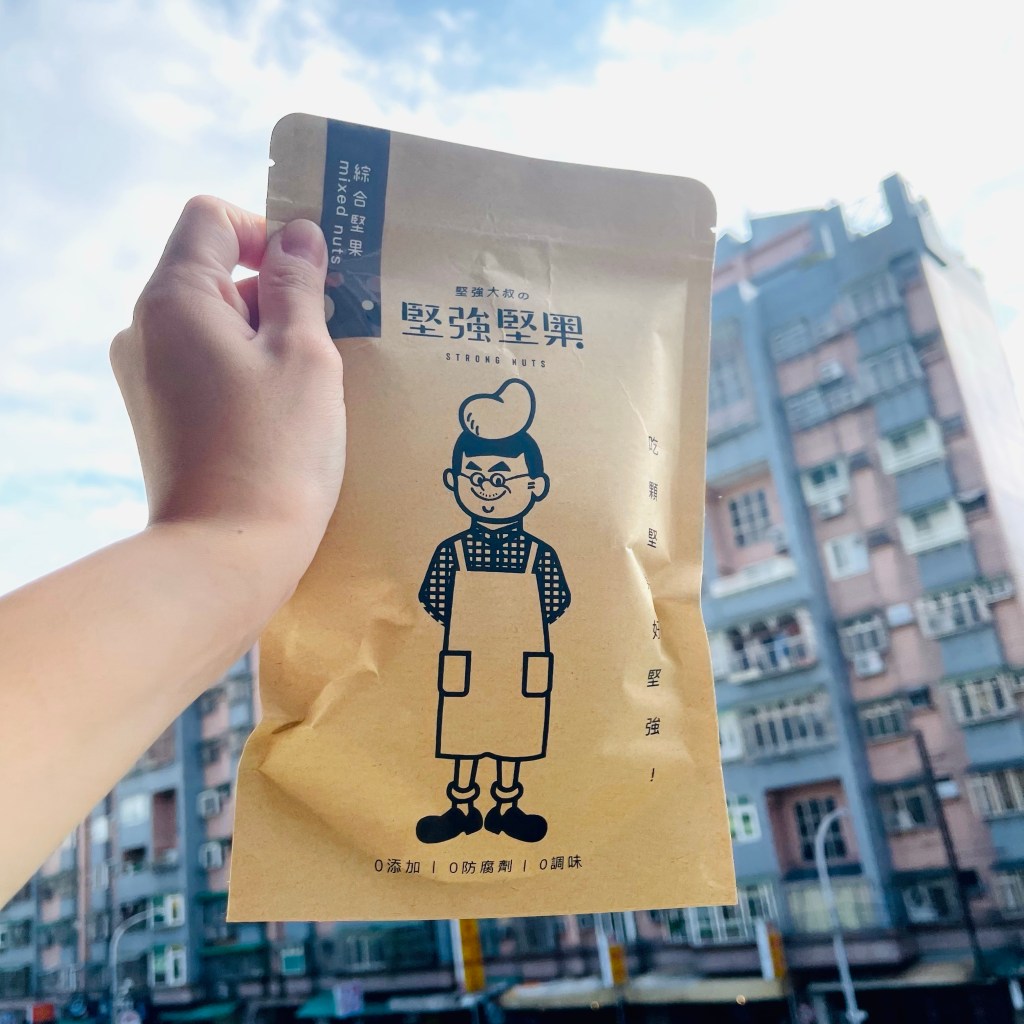 綜合堅果
mixed nuts
堅強大叔の
堅強堅果
STRONG NUTS
吃顆堅
好堅強！
0添加｜0防腐劑｜0調味